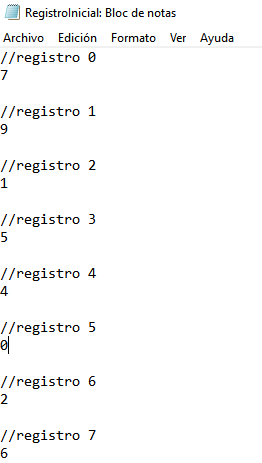 RegistroInicial: Bloc de notas
Archivo Edición Formato Ver Ayuda
//registro 0
7
//registro 1
9
//registro 2
1
//registro 3
5
//registro 4
4
//registro 5
0
//registro 6
2
//registro 7
6